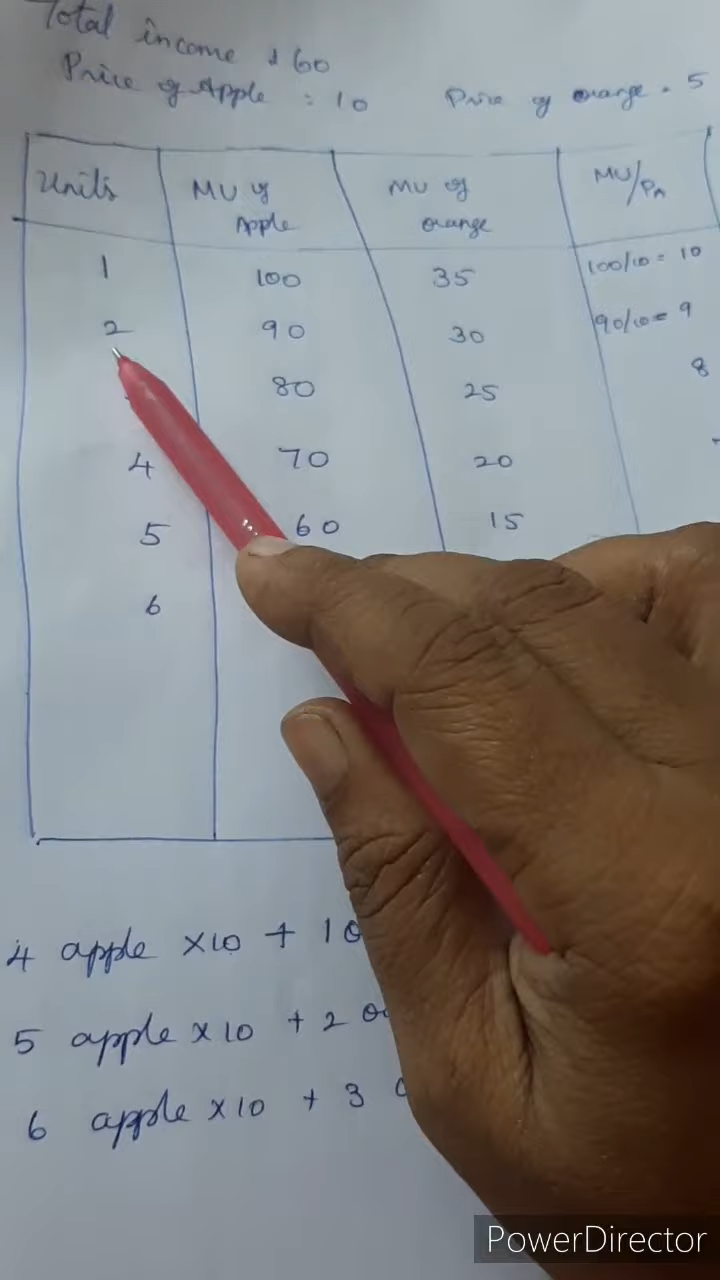 Total income = 60
Price of Apple : 10 Price of orange = 5
Units MU of Apple MU of orange MU/PA
1 100 35 100/10 = 10
2 90 30 90/10 = 9
80 25 8
4 70 20
5 60 15
6
4 apple x10 + 1 o
5 apple x 10 + 2 o
6 apple x 10 + 3
PowerDirector